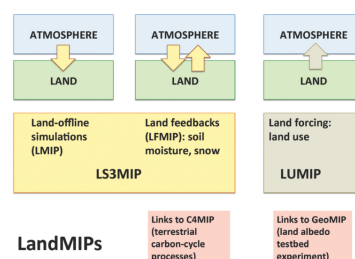 ATMOSPHERE
ATMOSPHERE
ATMOSPHERE
LAND
LAND
LAND
Land-offline
simulations
(LMIP)
Land feedbacks
(LFMIP): soil
moisture, snow
LS3MIP
Land forcing:
land use
LUMIP
Links to C4MIP
(terrestrial
carbon-cycle
processes)
Links to GeoMIP
(land albedo
testbed
experiment)
LandMIPs